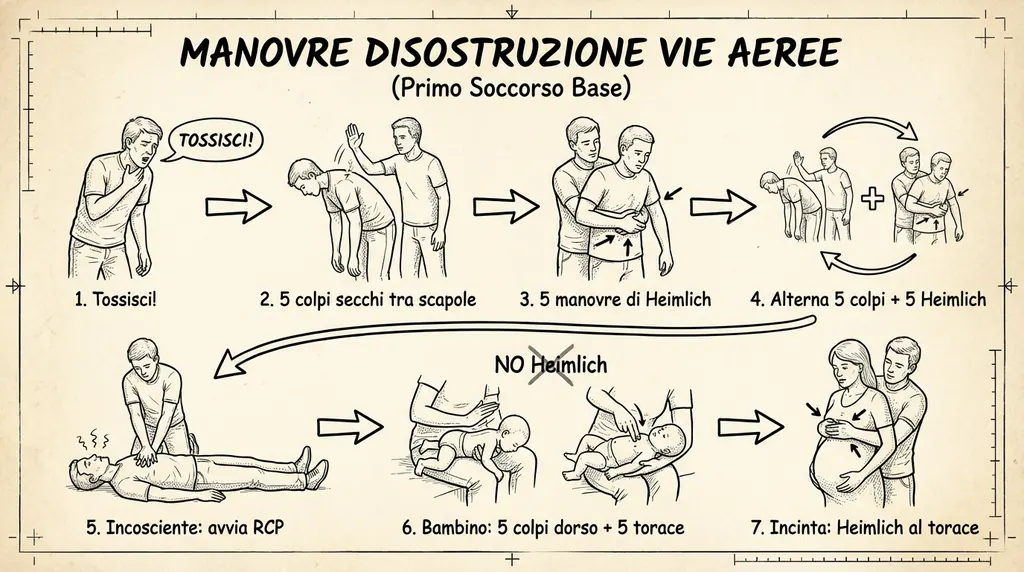 MANOVRE DISOSTRUZIONE VIE AEREE
(Primo Soccorso Base)
TOSSISCI!
1. Tossisci!
2. 5 colpi secchi tra scapole
3. 5 manovre di Heimlich
4. Alterna 5 colpi + 5 Heimlich
NO Heimlich
5. Incosciente: avvia RCP
6. Bambino: 5 colpi dorso + 5 torace
7. Incinta: Heimlich al torace